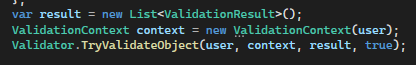 };
var result = new List<ValidationResult>();
ValidationContext context = new ValidationContext(user);
Validator.TryValidateObject(user, context, result, true);